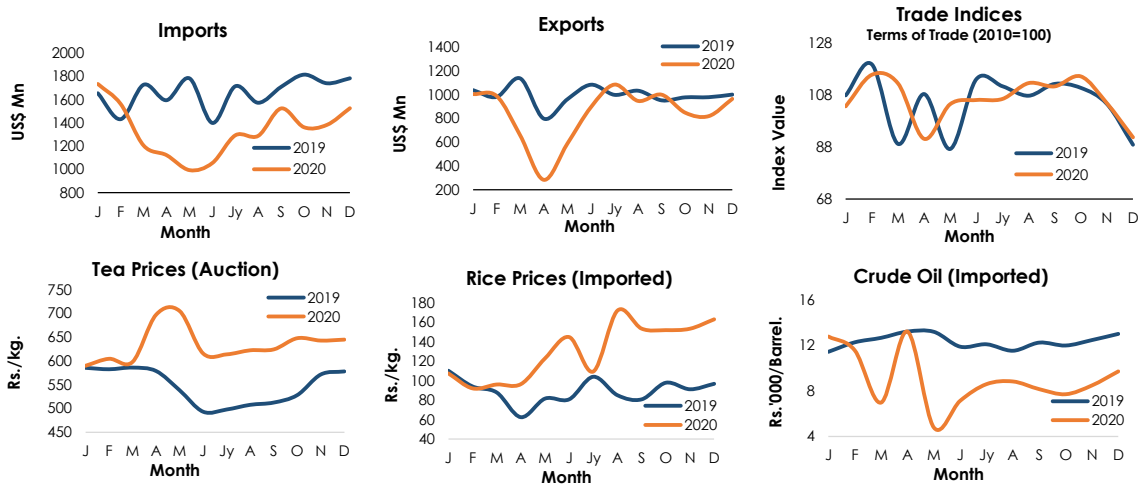 Imports
US$ Mn
2000
1800
1600
1400
1200
1000
800
2019
2020
J F M A M J Jy A S O N D
Month
Exports
US$ Mn
1400
1200
1000
800
600
400
200
2019
2020
J F M A M J Jy A S O N D
Month
Trade Indices
Terms of Trade (2010=100)
Index Value
128
108
88
68
2019
2020
J F M A M J Jy A S O N D
Month
Tea Prices (Auction)
Rs./kg.
750
700
650
600
550
500
450
2019
2020
J F M A M J Jy A S O N D
Month
Rice Prices (Imported)
Rs./kg.
180
160
140
120
100
80
60
40
2019
2020
J F M A M J Jy A S O N D
Month
Crude Oil (Imported)
Rs.'000/Barrel.
16
12
8
4
2019
2020
J F M A M J Jy A S O N D
Month